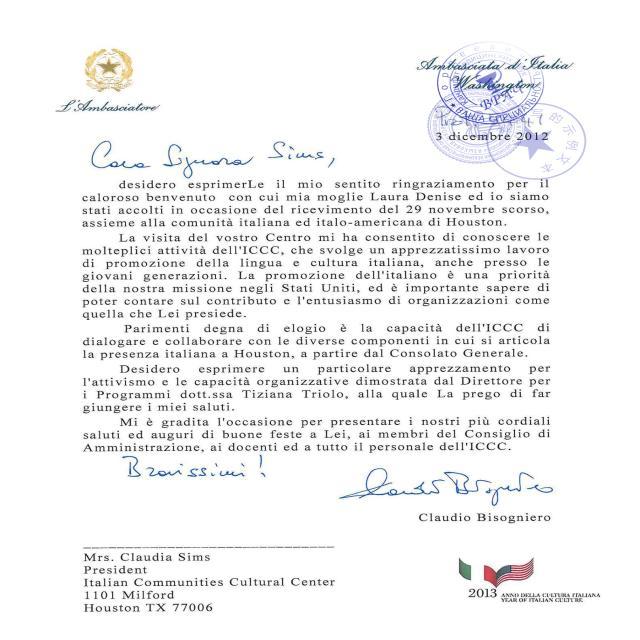 L'Ambasciatore
Ambasciata d'Italia
Washington
ВРАЧ
3 dicembre 2012
Cara Signora Sims,
desidero esprimerLe il mio sentito ringraziamento per il
caloroso benvenuto con cui mia moglie Laura Denise ed io siamo
stati accolti in occasione del ricevimento del 29 novembre scorso,
assieme alla comunità italiana ed italo-americana di Houston.
La visita del vostro Centro mi ha consentito di conoscere le
molteplici attività dell'ICCC, che svolge un apprezzatissimo lavoro
di promozione della lingua e cultura italiana, anche presso le
giovani generazioni. La promozione dell'italiano è una priorità
della nostra missione negli Stati Uniti, ed è importante sapere di
poter contare sul contributo e l'entusiasmo di organizzazioni come
quella che Lei presiede.
Parimenti degna di elogio è la capacità dell'ICCC di
dialogare e collaborare con le diverse componenti in cui si articola
la presenza italiana a Houston, a partire dal Consolato Generale.
Desidero esprimere un particolare apprezzamento per
l'attivismo e le capacità organizzative dimostrata dal Direttore per
i Programmi dott.ssa Tiziana Triolo, alla quale La prego di far
giungere i miei saluti.
Mi è gradita l'occasione per presentare i nostri più cordiali
saluti ed auguri di buone feste a Lei, ai membri del Consiglio di
Amministrazione, ai docenti ed a tutto il personale dell'ICCC.
Bravissimi!
Claudio Bisogniero
Mrs. Claudia Sims
President
Italian Communities Cultural Center
1101 Milford
Houston TX 77006
2013 ANNO DELLA CULTURA ITALIANA
YEAR OF ITALIAN CULTURE